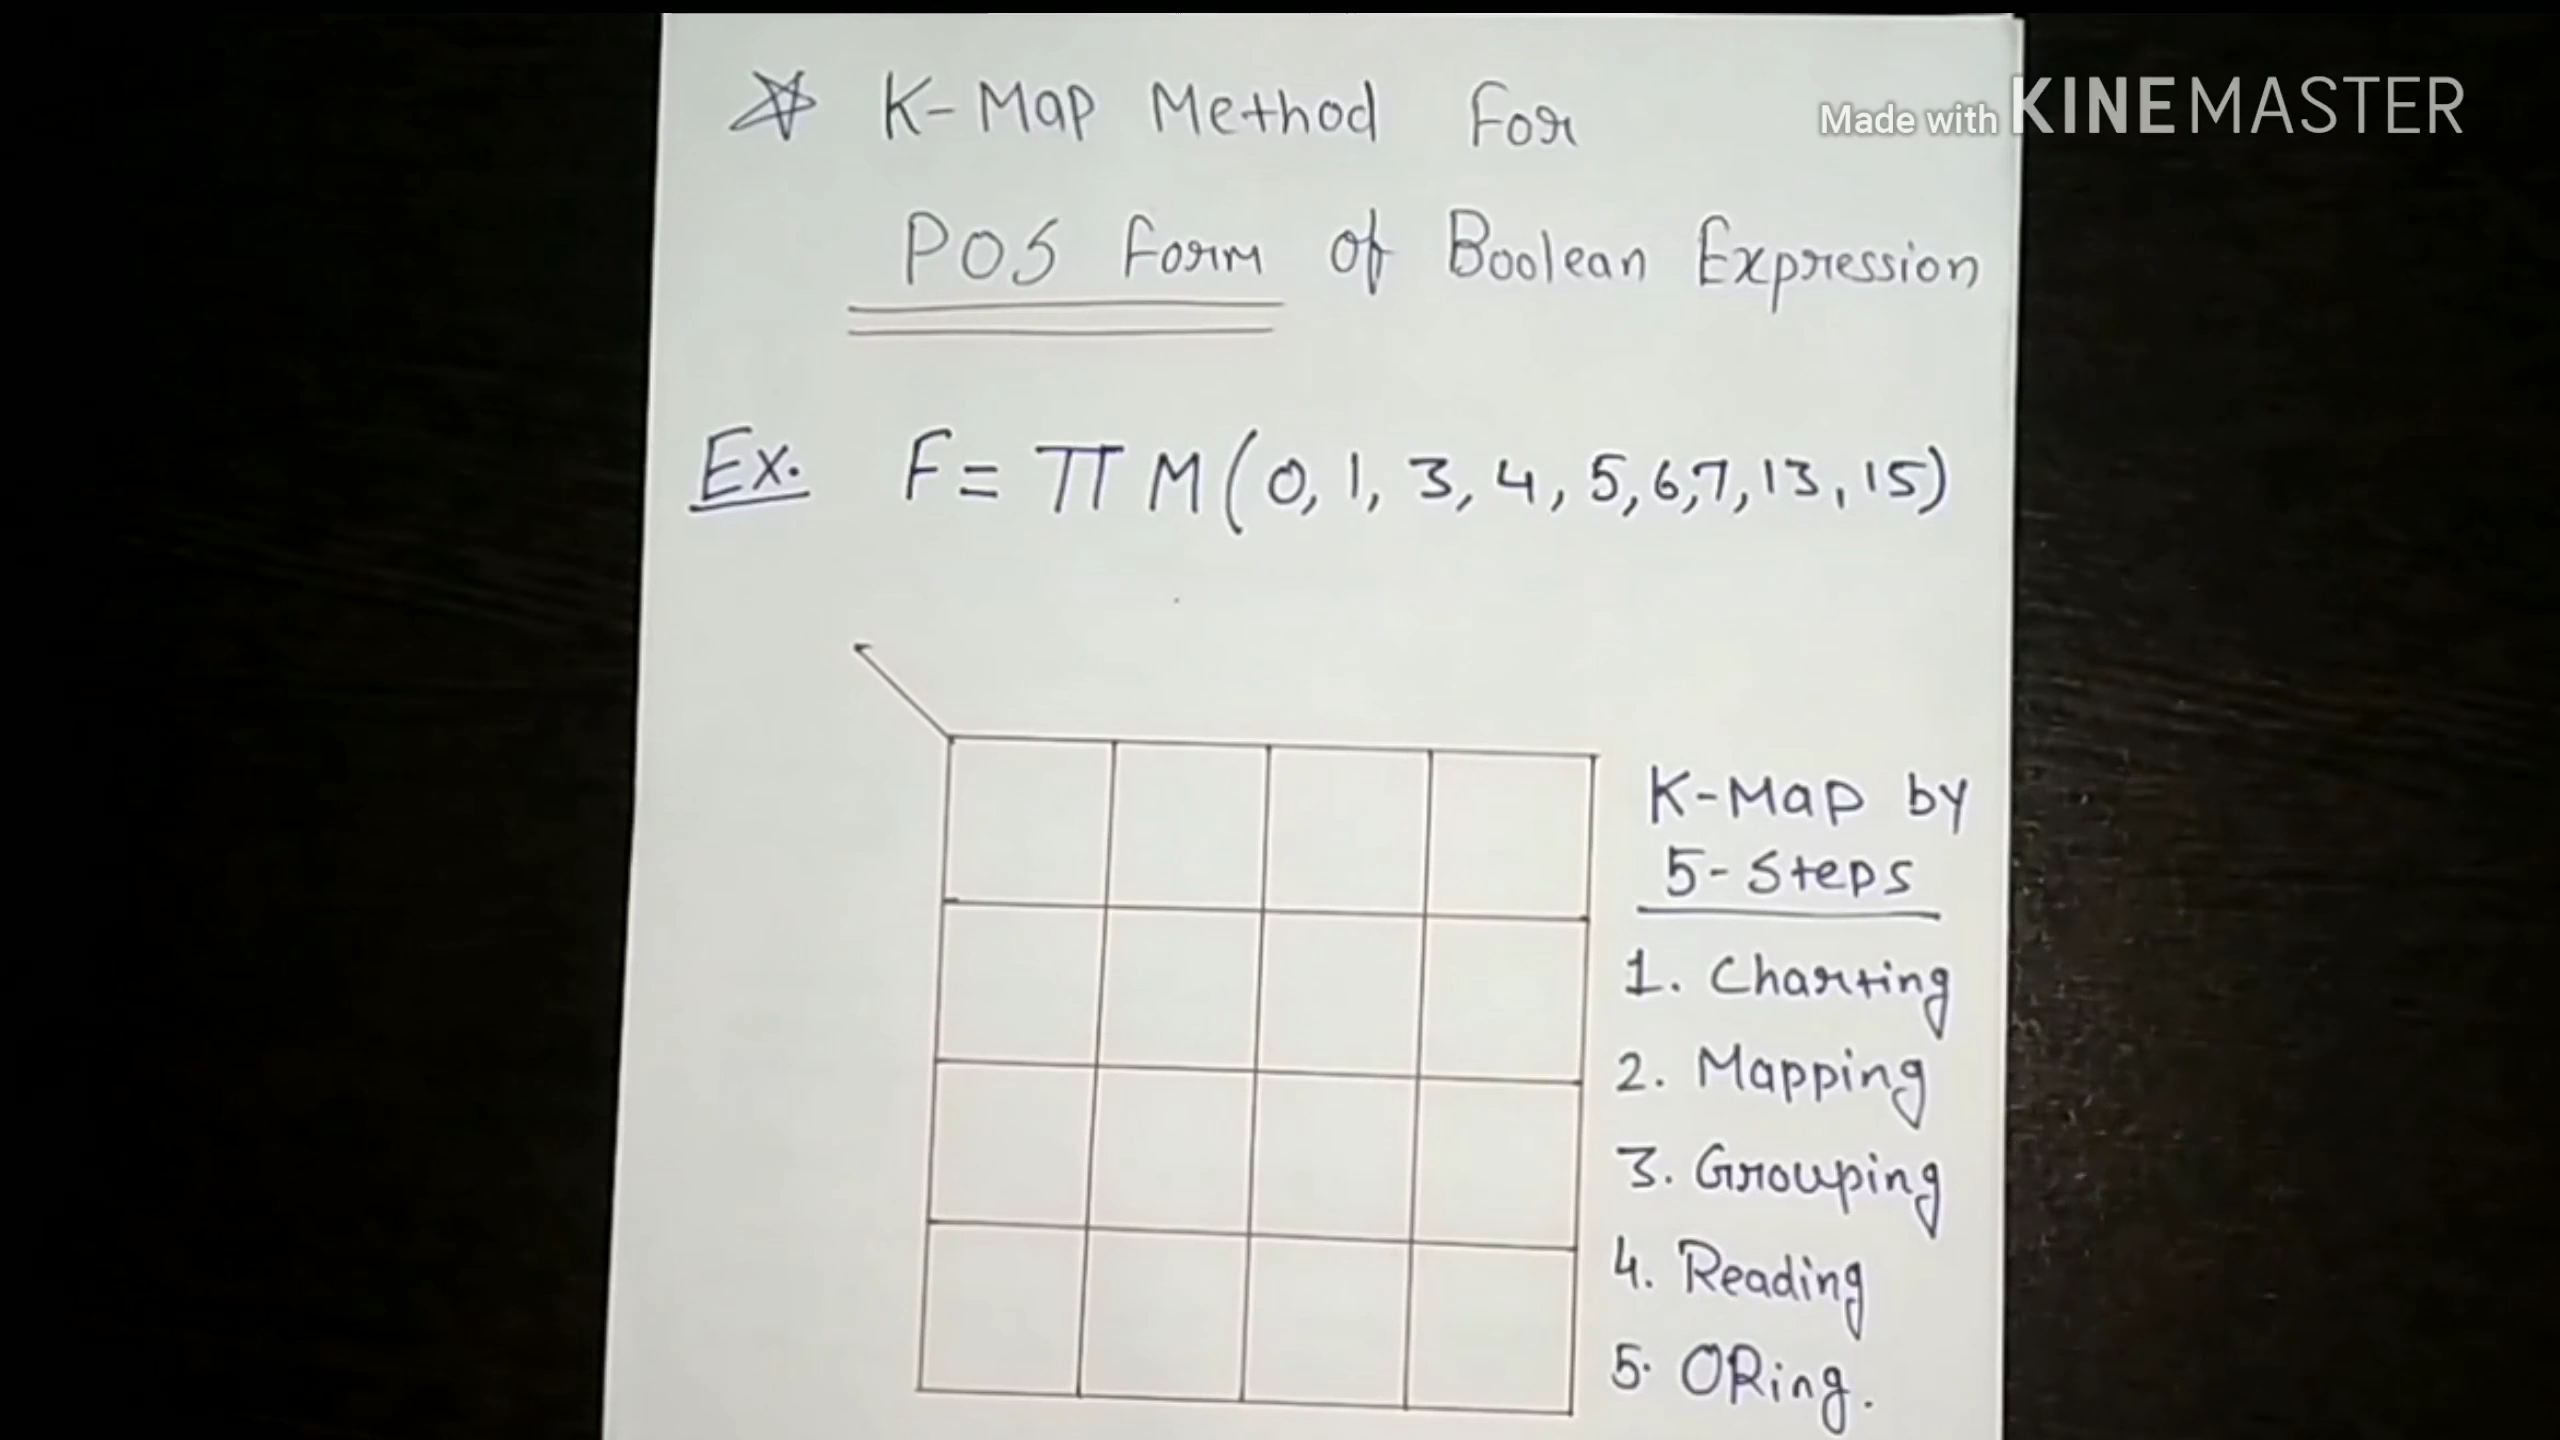 K-Map Method For
Made with KINEMASTER
POS Form of Boolean Expression
Ex. F= π M(0, 1, 3, 4, 5, 6, 7, 13, 15)
K-Map by
5-Steps
1. Charting
2. Mapping
3. Grouping
4. Reading
5. ORing.